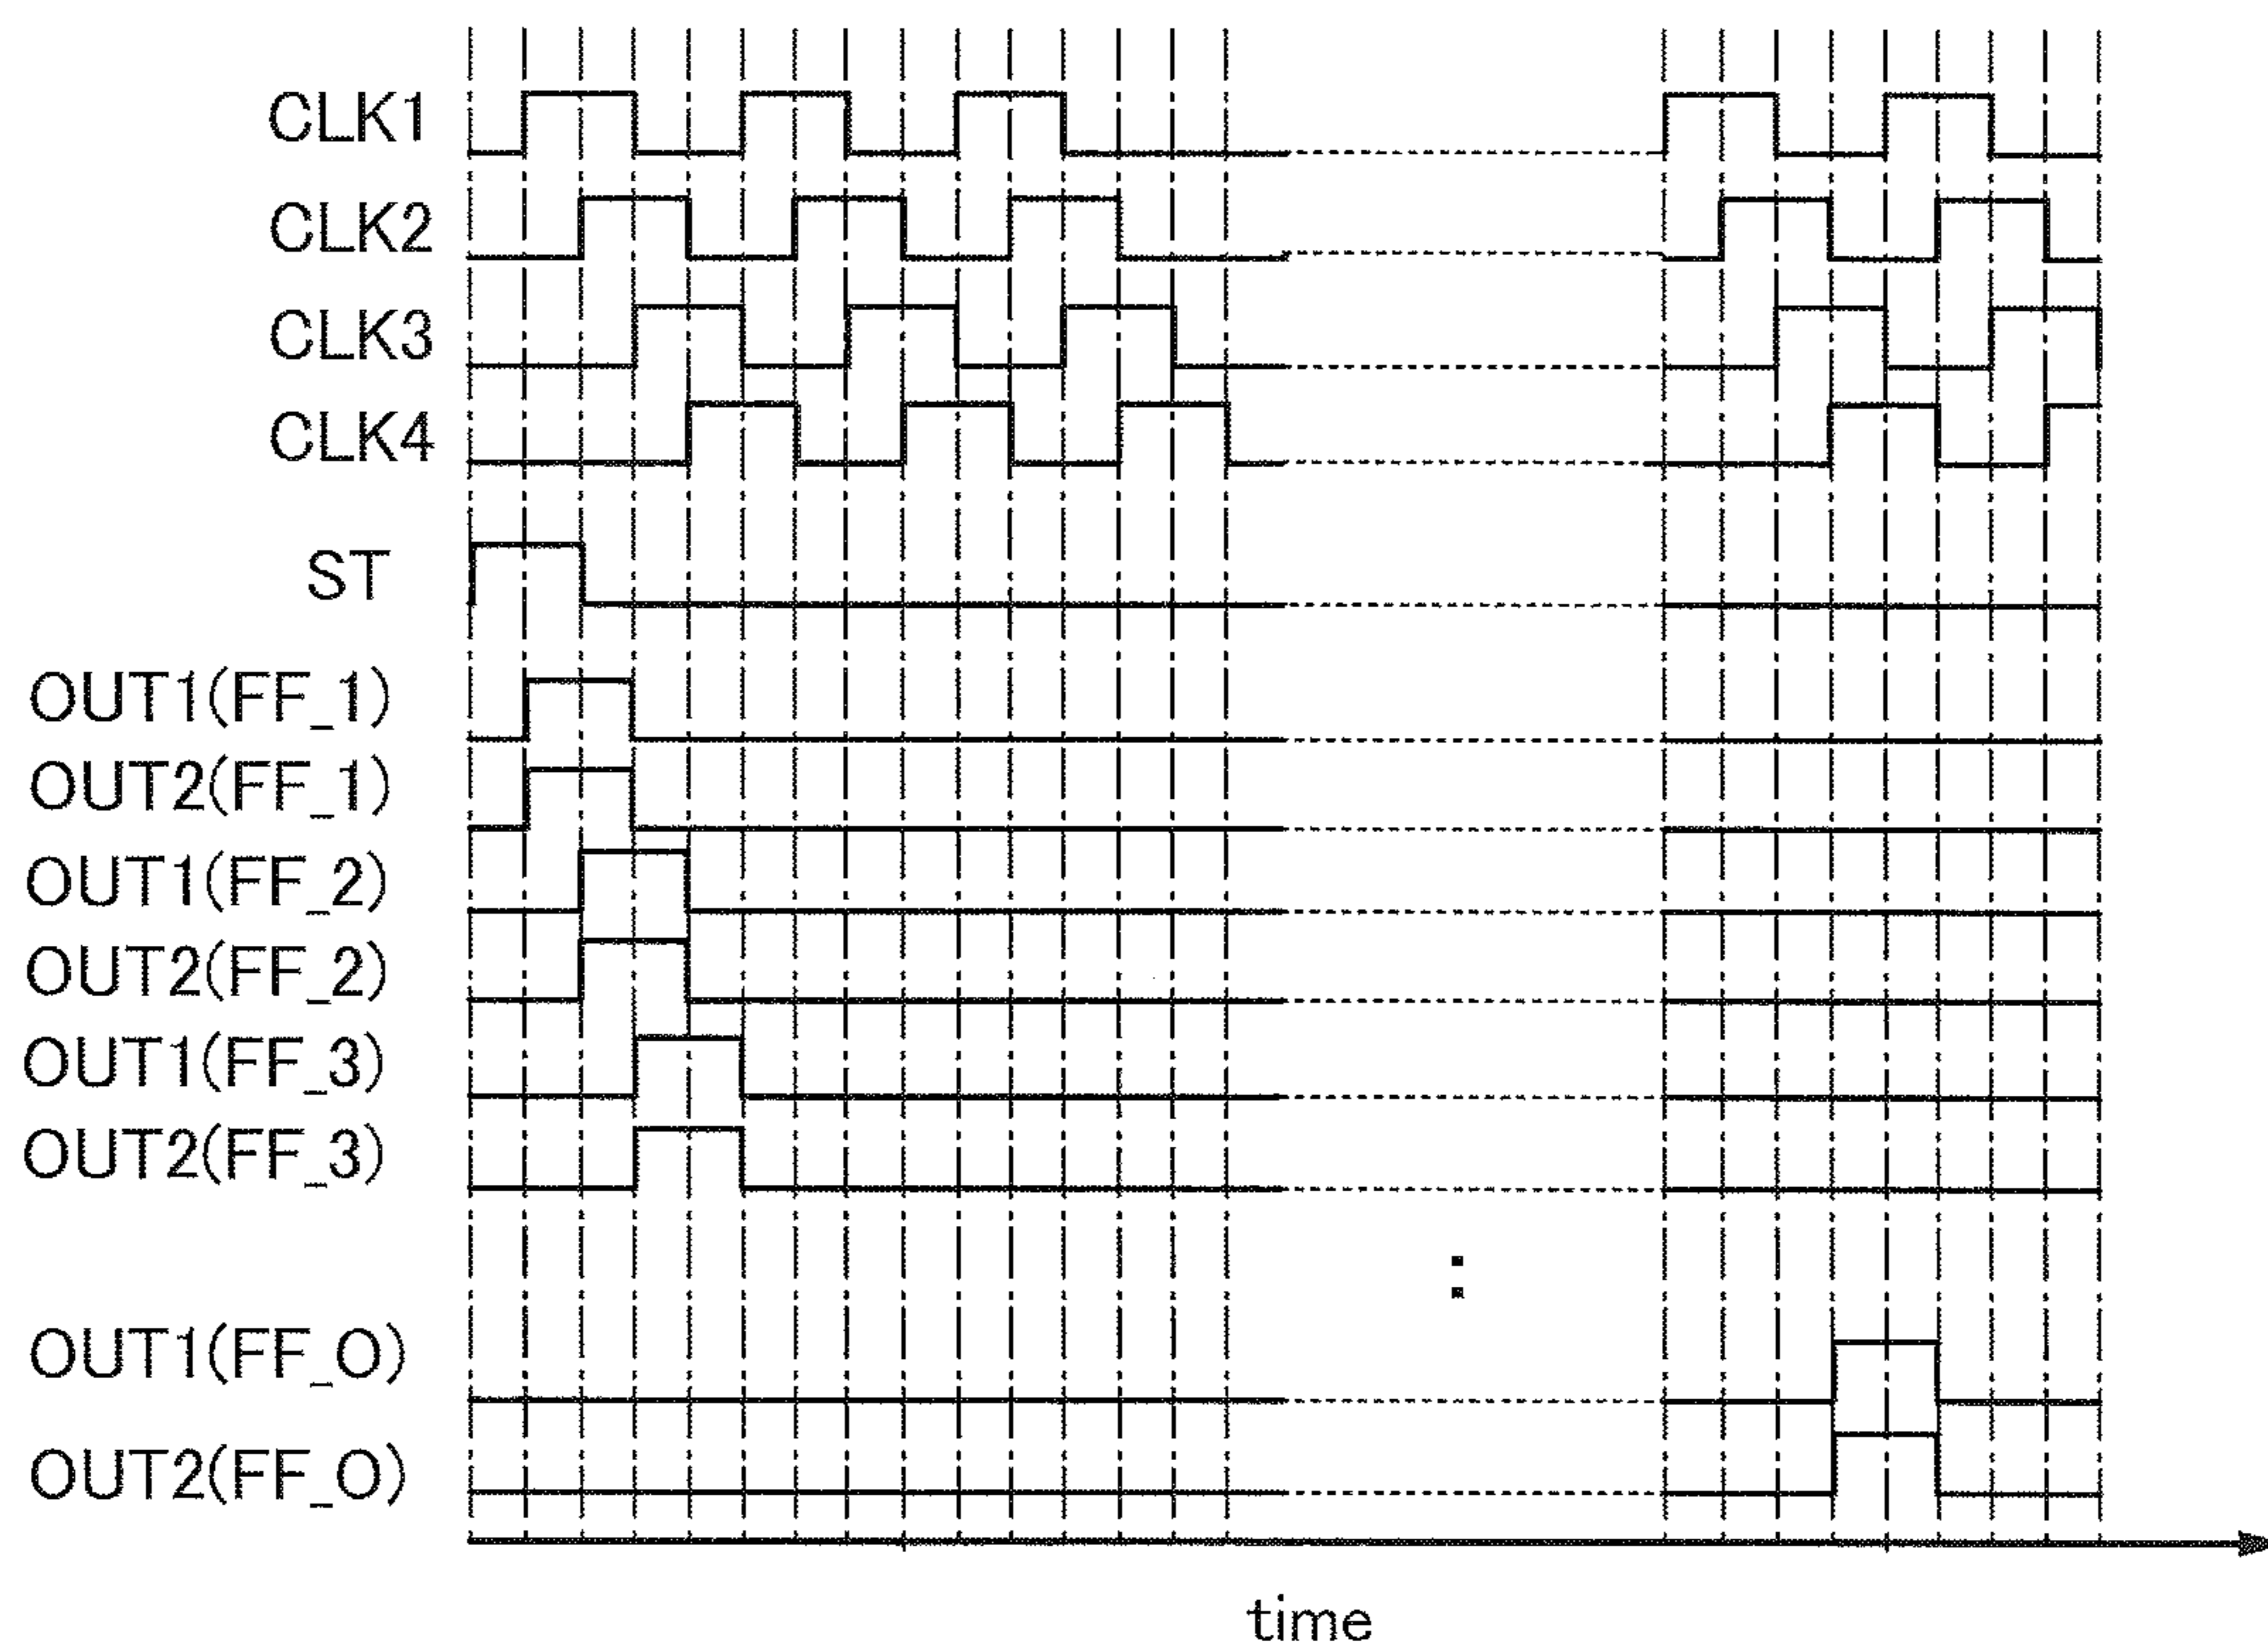 CLK1
CLK2
CLK3
CLK4
ST
OUT1(FF_1)
OUT2(FF_1)
OUT1(FF_2)
OUT2(FF_2)
OUT1(FF_3)
OUT2(FF_3)
OUT1(FF_O)
OUT2(FF_O)
time